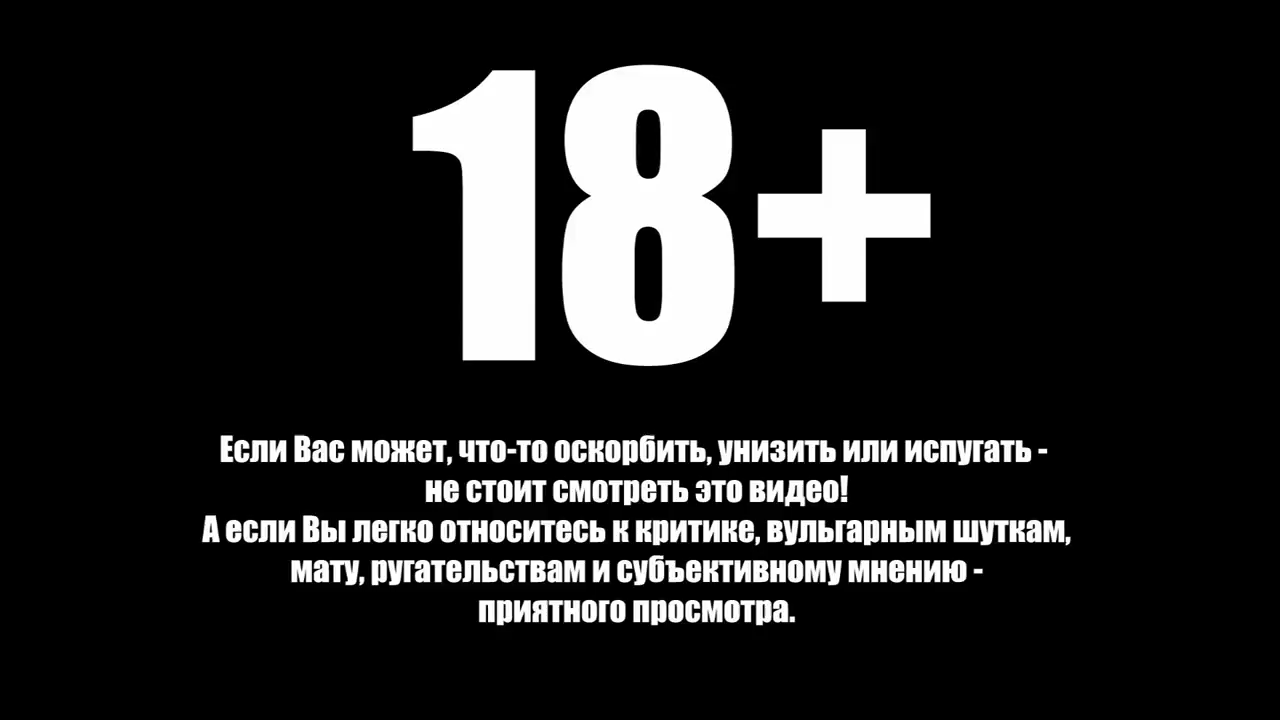 18+
Если Вас может, что-то оскорбить, унизить или испугать -
не стоит смотреть это видео!
А если Вы легко относитесь к критике, вульгарным шуткам,
мату, ругательствам и субъективному мнению -
приятного просмотра.